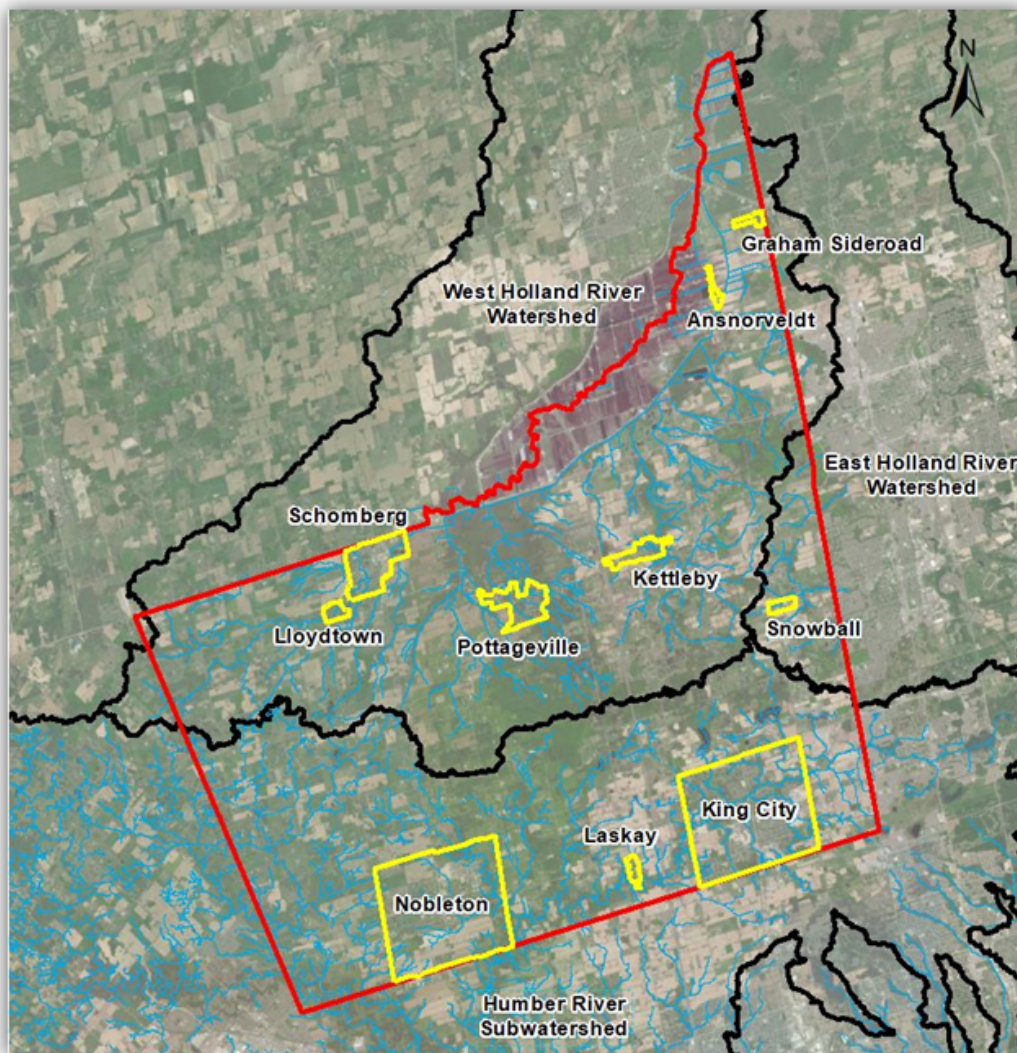 N
Graham Sideroad
West Holland River
Watershed
Ansnorveldt
East Holland River
Watershed
Schomberg
Kettleby
Lloydtown
Pottageville
Snowball
King City
Laskay
Nobleton
Humber River
Subwatershed